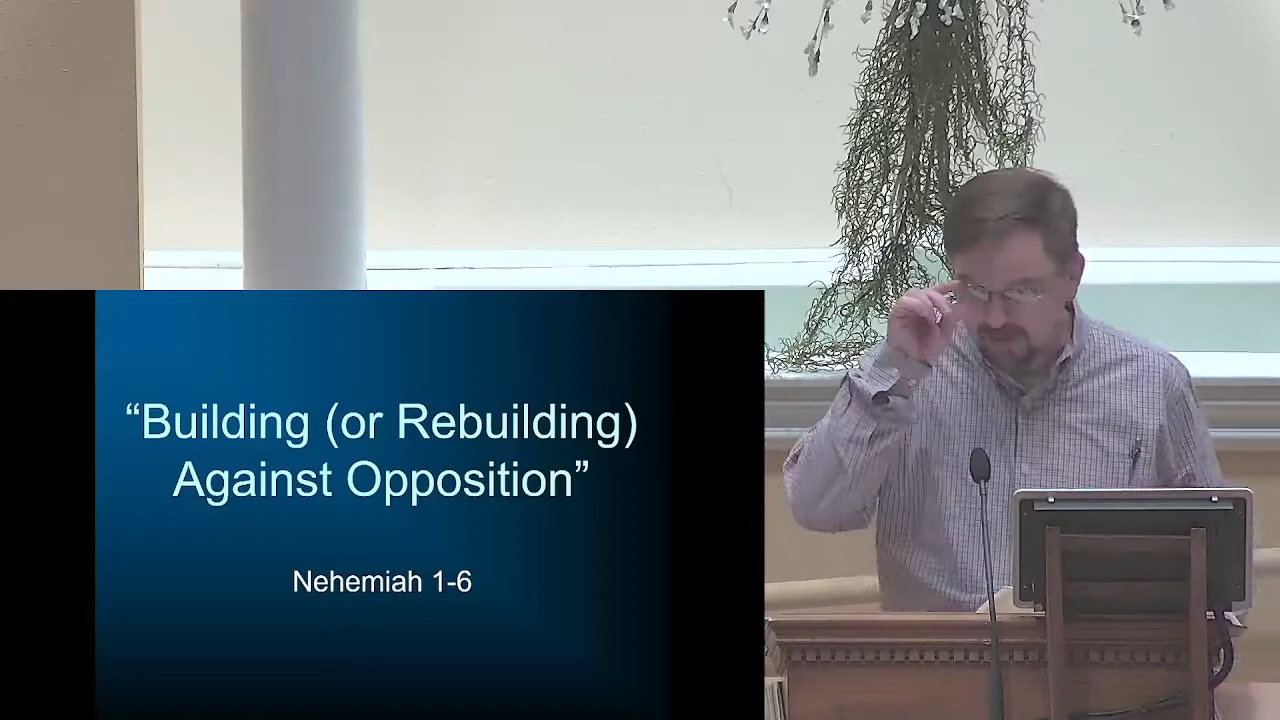 “Building (or Rebuilding)
Against Opposition”
Nehemiah 1-6